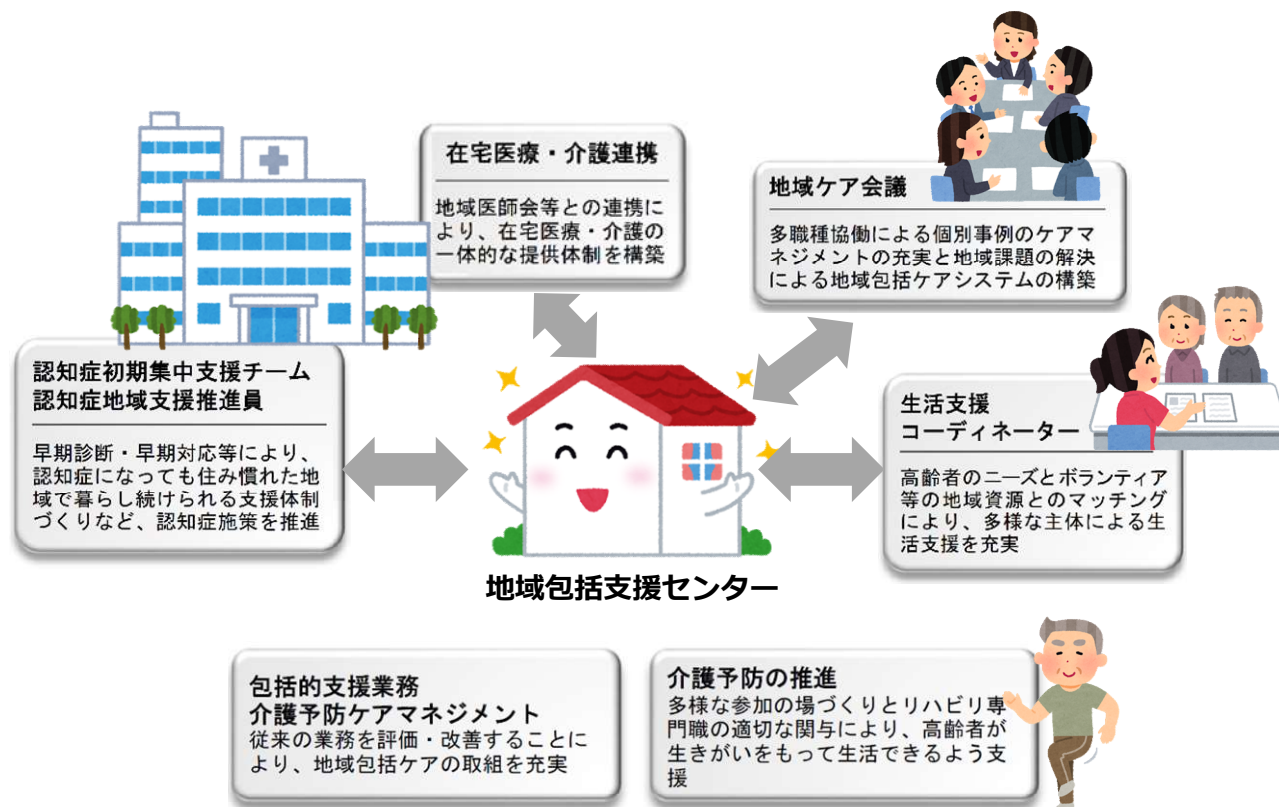 在宅医療・介護連携
地域医師会等との連携に
より、在宅医療・介護の
一体的な提供体制を構築
地域ケア会議
多職種協働による個別事例のケアマ
ネジメントの充実と地域課題の解決
による地域包括ケアシステムの構築
認知症初期集中支援チーム
認知症地域支援推進員
早期診断・早期対応等により、
認知症になっても住み慣れた地
域で暮らし続けられる支援体制
づくりなど、認知症施策を推進
生活支援
コーディネーター
高齢者のニーズとボランティア
等の地域資源とのマッチング
により、多様な主体による生
活支援を充実
地域包括支援センター
包括的支援業務
介護予防ケアマネジメント
従来の業務を評価・改善することに
より、地域包括ケアの取組を充実
介護予防の推進
多様な参加の場づくりとリハビリ専
門職の適切な関与により、高齢者が
生きがいをもって生活できるよう支
援